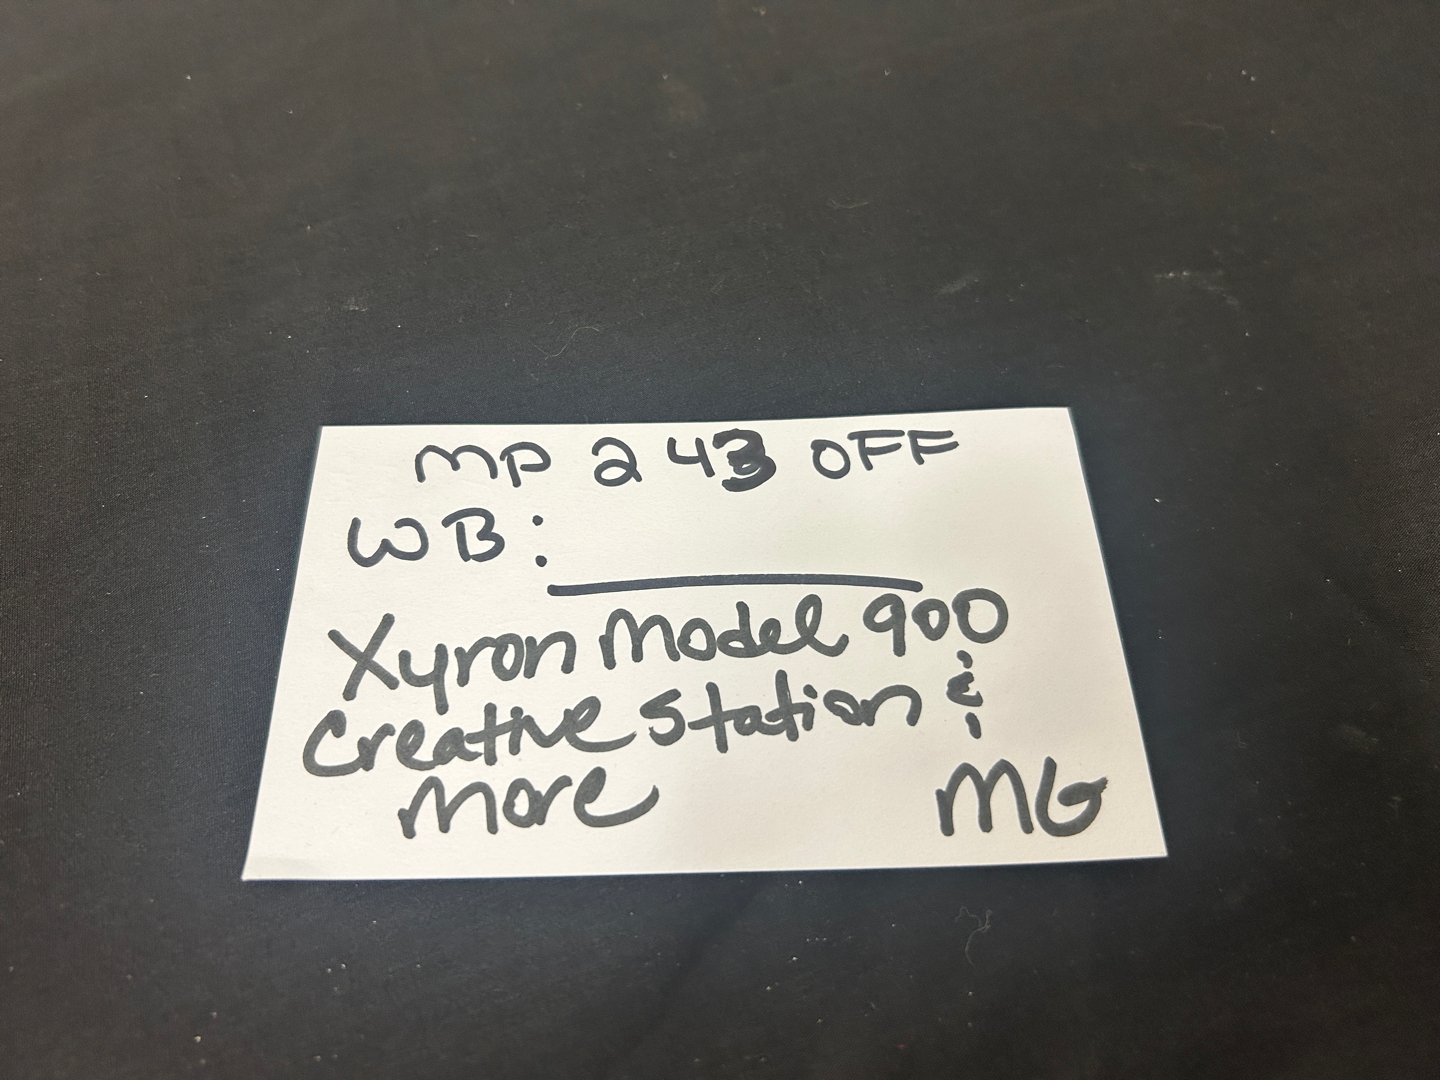 MP 243 OFF
WB:
Xyron Model 900
Creative Station &
More MG